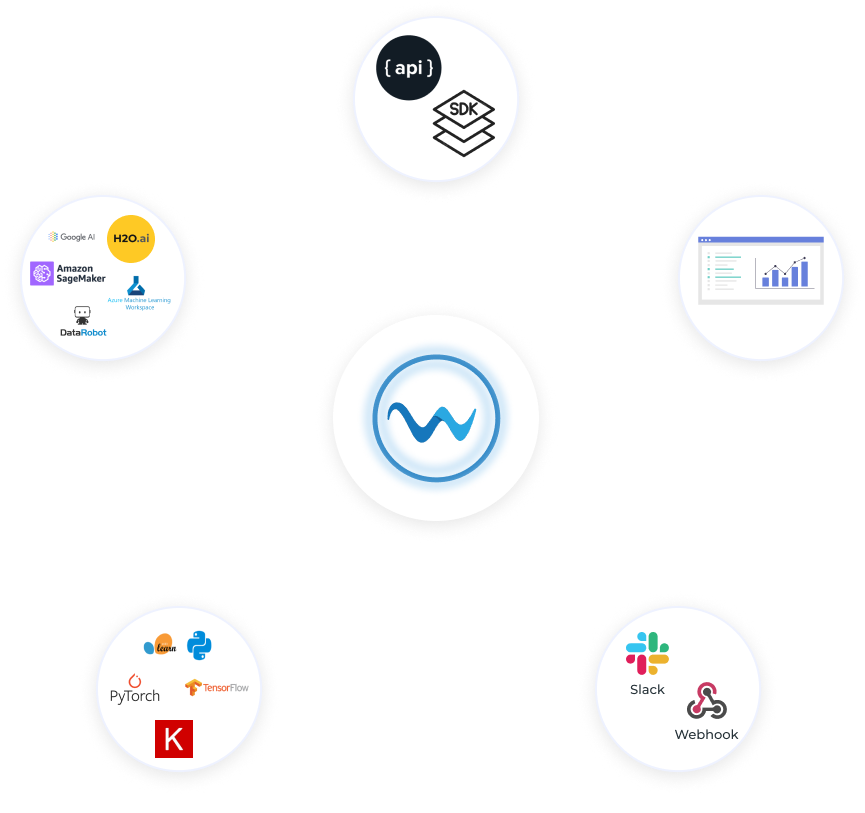 { api }
SDK
Google AI
H2O.ai
Amazon
SageMaker
Azure Machine Learning
Workspace
DataRobot
learn
PyTorch
TensorFlow
K
Slack
Webhook